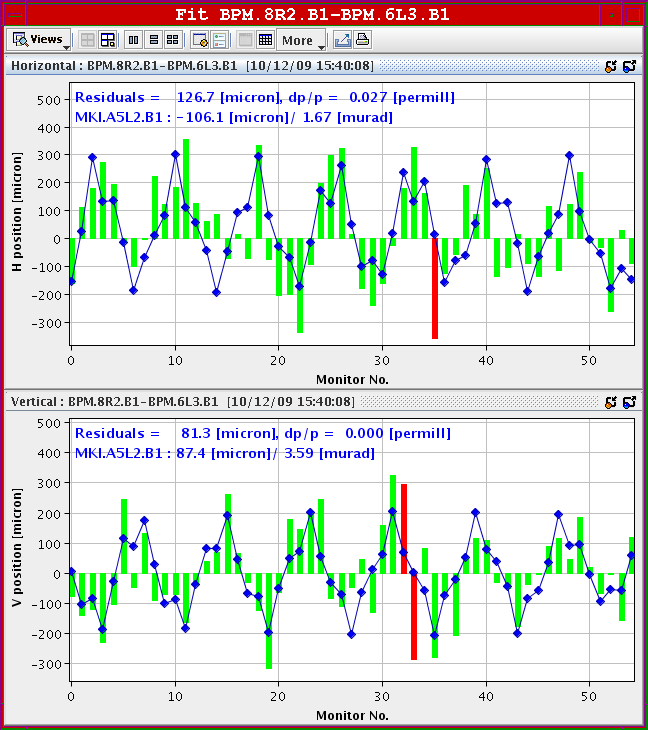 Fit BPM.8R2.B1-BPM.6L3.B1
Views More
Horizontal : BPM.8R2.B1-BPM.6L3.B1 [10/12/09 15:40:08]
Residuals = 126.7 [micron], dp/p = 0.027 [permill]
MKI.A5L2.B1 : -106.1 [micron]/ 1.67 [murad]
H position [micron]
500
400
300
200
100
0
-100
-200
-300
0 10 20 30 40 50
Monitor No.
Vertical : BPM.8R2.B1-BPM.6L3.B1 [10/12/09 15:40:08]
Residuals = 81.3 [micron], dp/p = 0.000 [permill]
MKI.A5L2.B1 : 87.4 [micron]/ 3.59 [murad]
V position [micron]
500
400
300
200
100
0
-100
-200
-300
0 10 20 30 40 50
Monitor No.